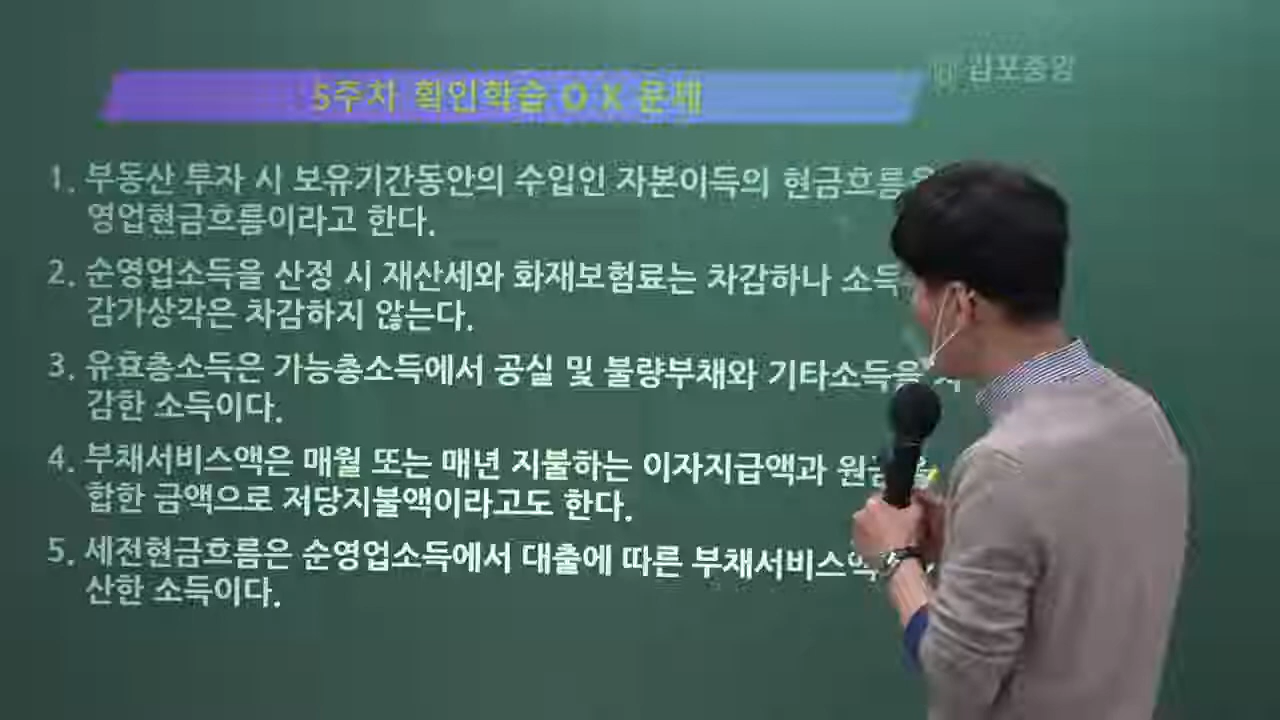 5주차 확인학습 O X 문제
김포중앙
1. 부동산 투자 시 보유기간동안의 수입인 자본이득의 현금흐름을
영업현금흐름이라고 한다.
2. 순영업소득을 산정 시 재산세와 화재보험료는 차감하나 소득
감가상각은 차감하지 않는다.
3. 유효총소득은 가능총소득에서 공실 및 불량부채와 기타소득을
감한 소득이다.
4. 부채서비스액은 매월 또는 매년 지불하는 이자지급액과 원금을
합한 금액으로 저당지불액이라고도 한다.
5. 세전현금흐름은 순영업소득에서 대출에 따른 부채서비스액
산한 소득이다.